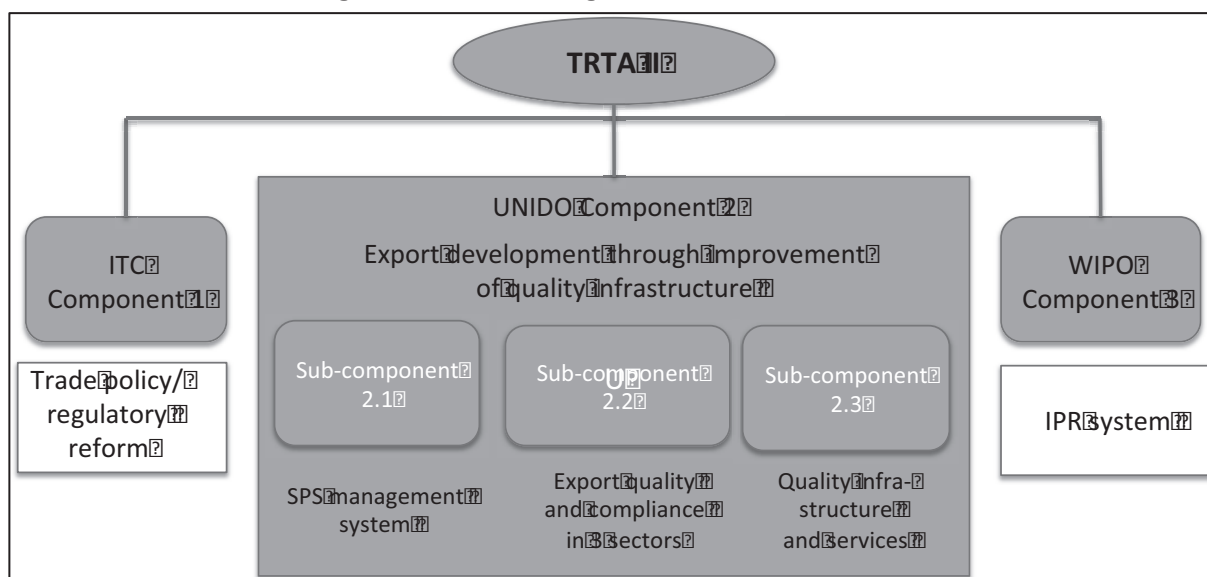 TRTA II
UNIDO Component 2
Export development through improvement
of quality infrastructure
ITC
Component 1
Trade policy/
regulatory
reform
Sub-component
2.1
SPS management
system
Sub-component
2.2
Export quality
and compliance
in 3 sectors
Sub-component
2.3
Quality infra-
structure
and services
WIPO
Component 3
IPR system